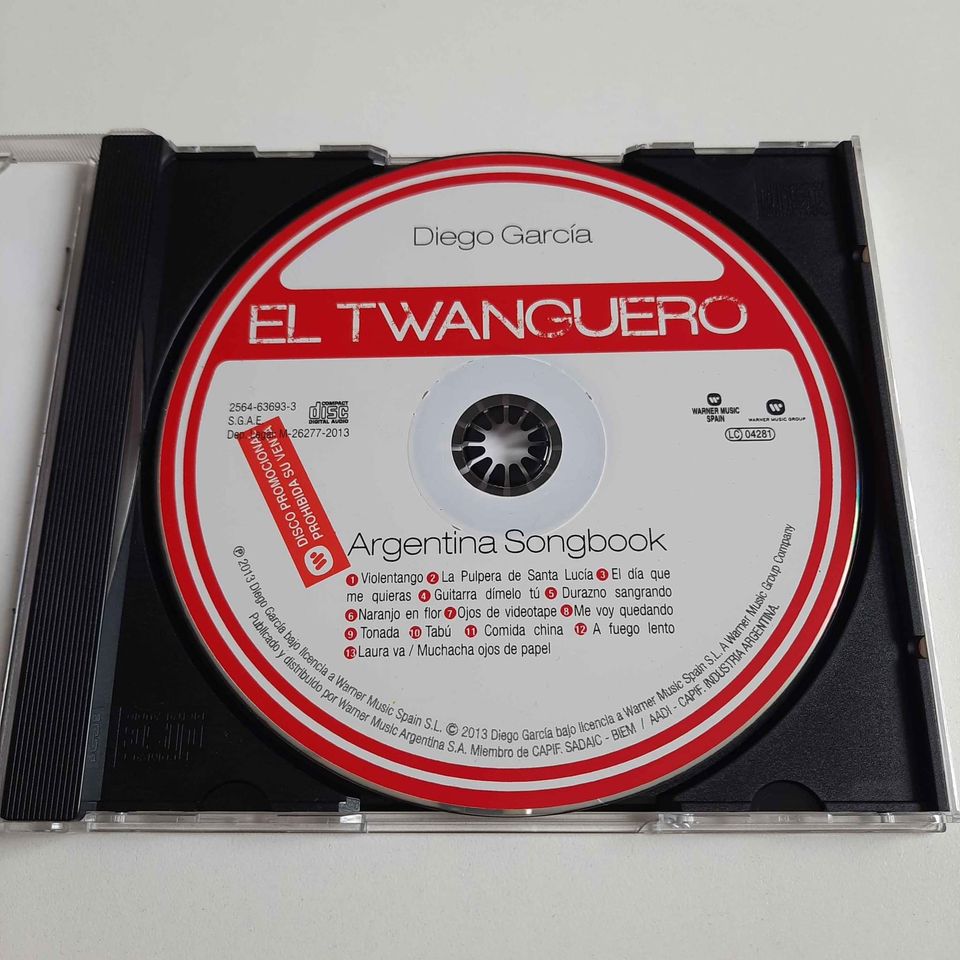 Diego García
EL TWANGUERO
2564-63693-3
S.G.A.E.
M-26277-2013
COMPACT
disc
DIGITAL AUDIO
WARNER MUSIC
SPAIN
WARNER MUSIC GROUP
LC 04281
DISCO PROMOCIONAL
PROHIBIDA SU VENTA
Argentina Songbook
1 Violentango 2 La Pulpera de Santa Lucía 3 El día que
me quieras 4 Guitarra dímelo tú 5 Durazno sangrando
6 Naranjo en flor 7 Ojos de videotape 8 Me voy quedando
9 Tonada 10 Tabú 11 Comida china 12 A fuego lento
13 Laura va / Muchacha ojos de papel
℗ 2013 Diego García bajo licencia a Warner Music Spain S.L. © 2013 Diego García bajo licencia a Warner Music Spain S.L. A Warner Music Group Company
Publicado y distribuido por Warner Music Argentina S.A. Miembro de CAPIF. SADAIC - BIEM / AADI - CAPIF. INDUSTRIA ARGENTINA.